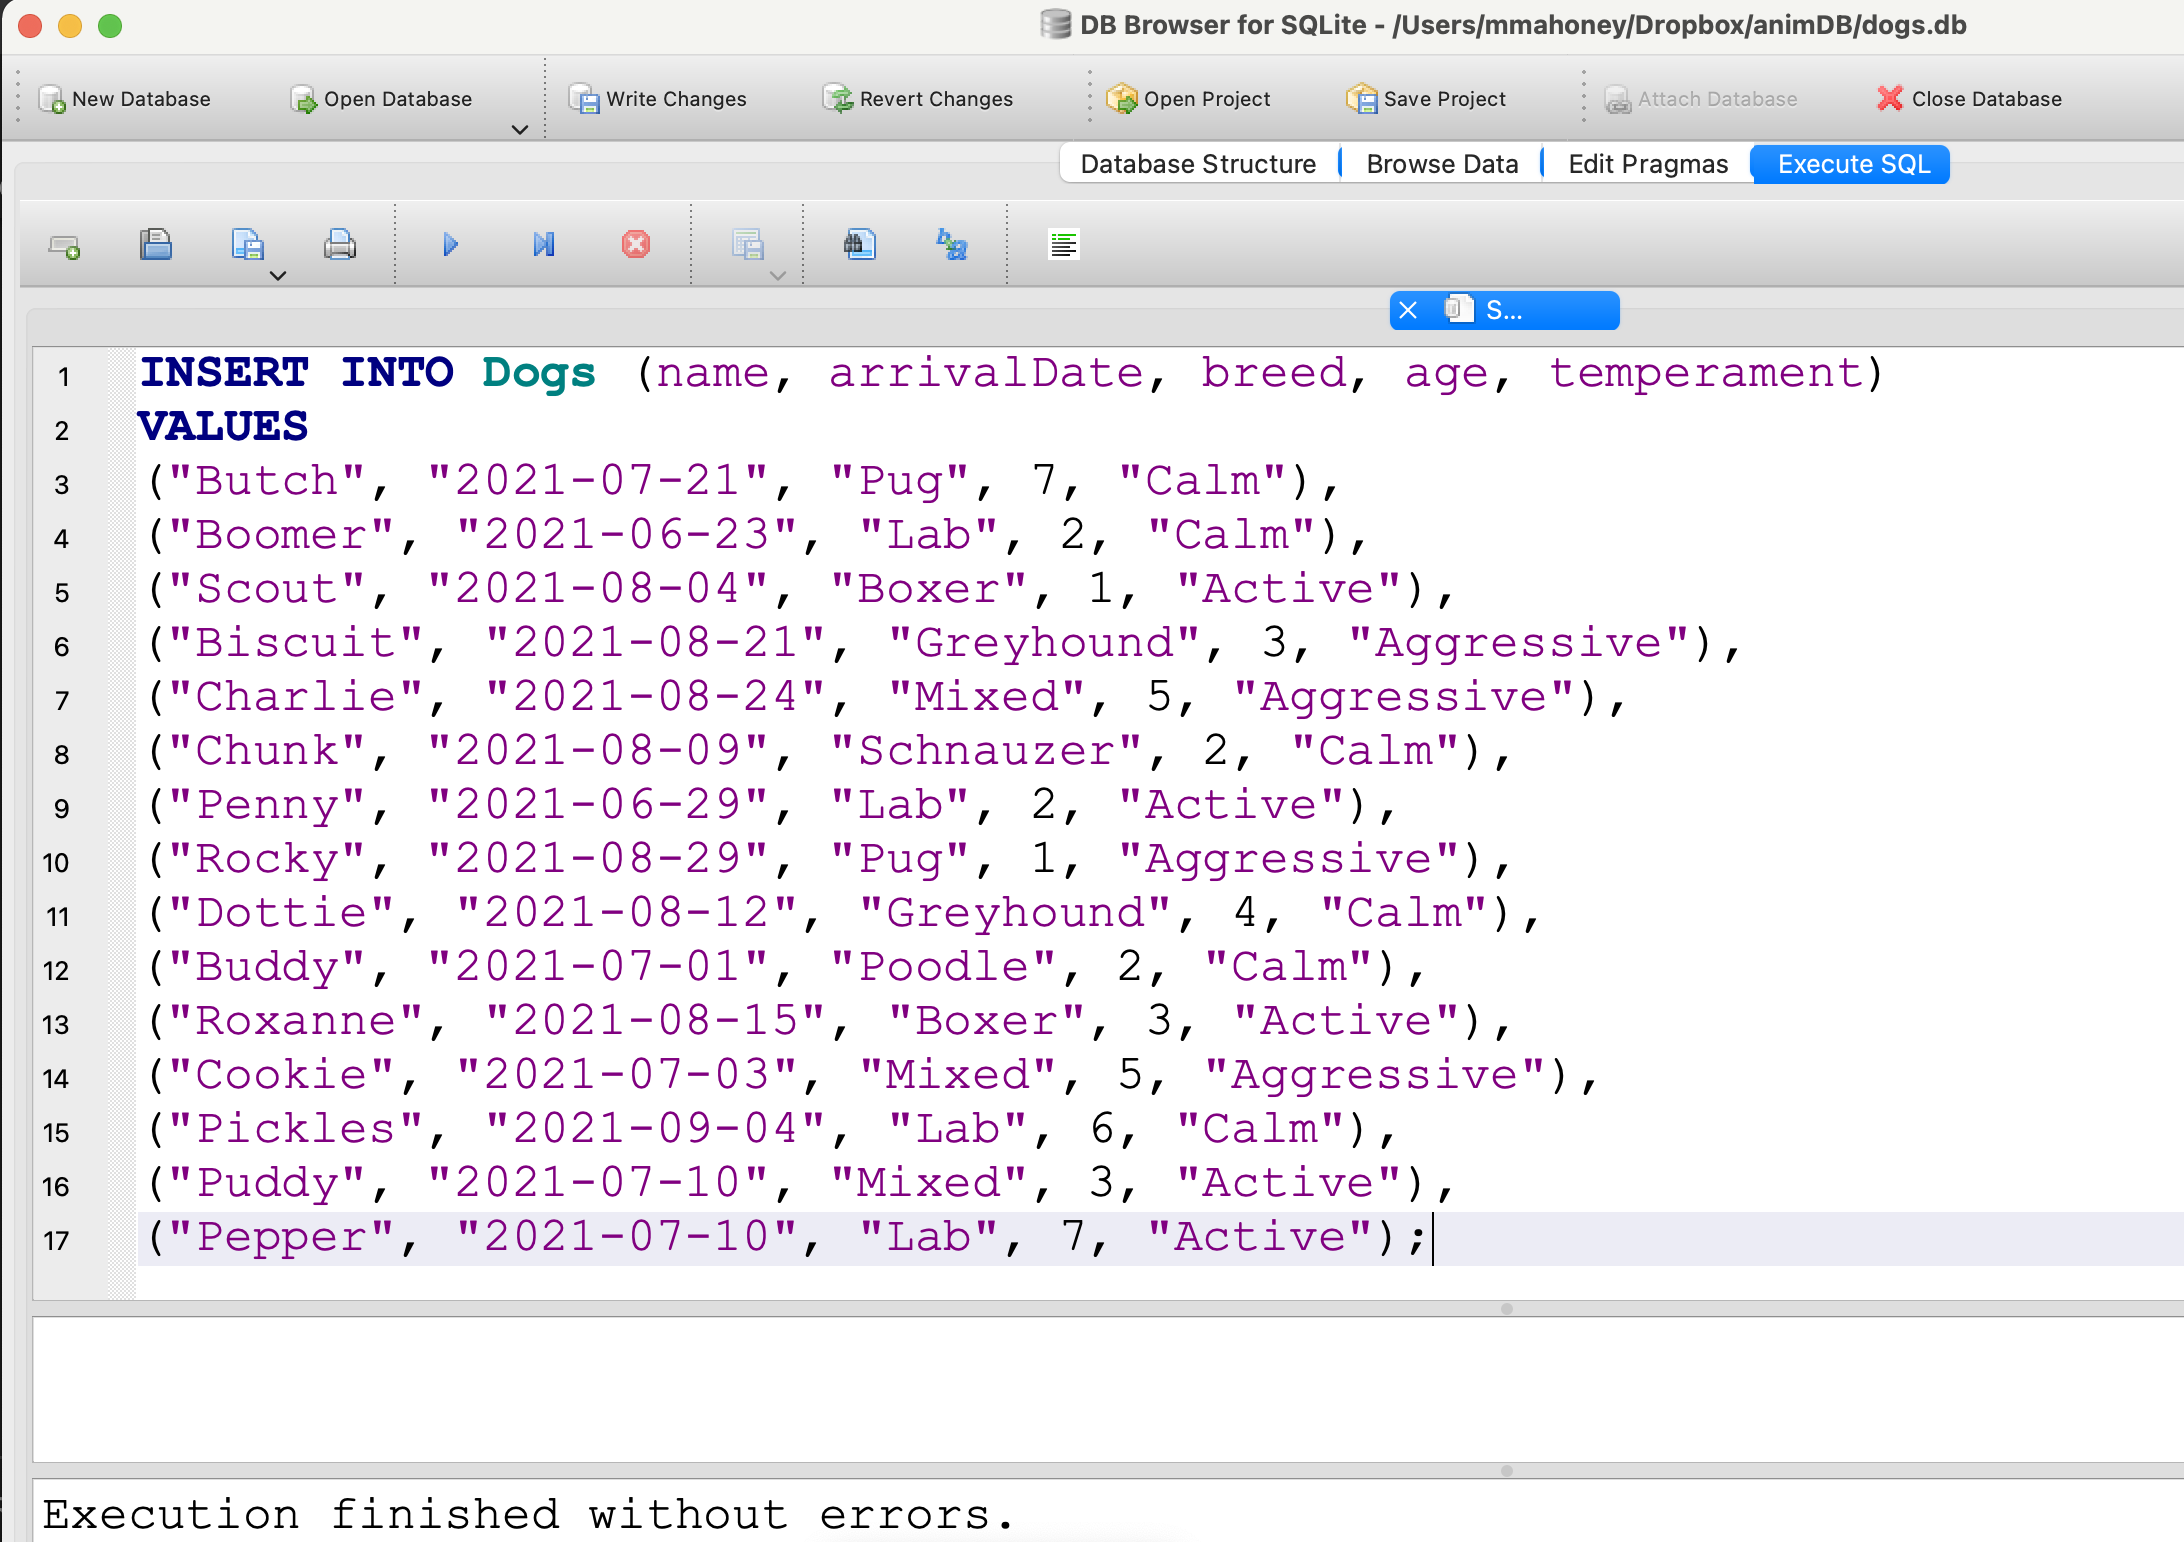 DB Browser for SQLite - /Users/mmahoney/Dropbox/animDB/dogs.db
New Database Open Database Write Changes Revert Changes Open Project Save Project Attach Database Close Database
Database Structure Browse Data Edit Pragmas Execute SQL
S...
1 INSERT INTO Dogs (name, arrivalDate, breed, age, temperament)
2 VALUES
3 ("Butch", "2021-07-21", "Pug", 7, "Calm"),
4 ("Boomer", "2021-06-23", "Lab", 2, "Calm"),
5 ("Scout", "2021-08-04", "Boxer", 1, "Active"),
6 ("Biscuit", "2021-08-21", "Greyhound", 3, "Aggressive"),
7 ("Charlie", "2021-08-24", "Mixed", 5, "Aggressive"),
8 ("Chunk", "2021-08-09", "Schnauzer", 2, "Calm"),
9 ("Penny", "2021-06-29", "Lab", 2, "Active"),
10 ("Rocky", "2021-08-29", "Pug", 1, "Aggressive"),
11 ("Dottie", "2021-08-12", "Greyhound", 4, "Calm"),
12 ("Buddy", "2021-07-01", "Poodle", 2, "Calm"),
13 ("Roxanne", "2021-08-15", "Boxer", 3, "Active"),
14 ("Cookie", "2021-07-03", "Mixed", 5, "Aggressive"),
15 ("Pickles", "2021-09-04", "Lab", 6, "Calm"),
16 ("Puddy", "2021-07-10", "Mixed", 3, "Active"),
17 ("Pepper", "2021-07-10", "Lab", 7, "Active");
Execution finished without errors.